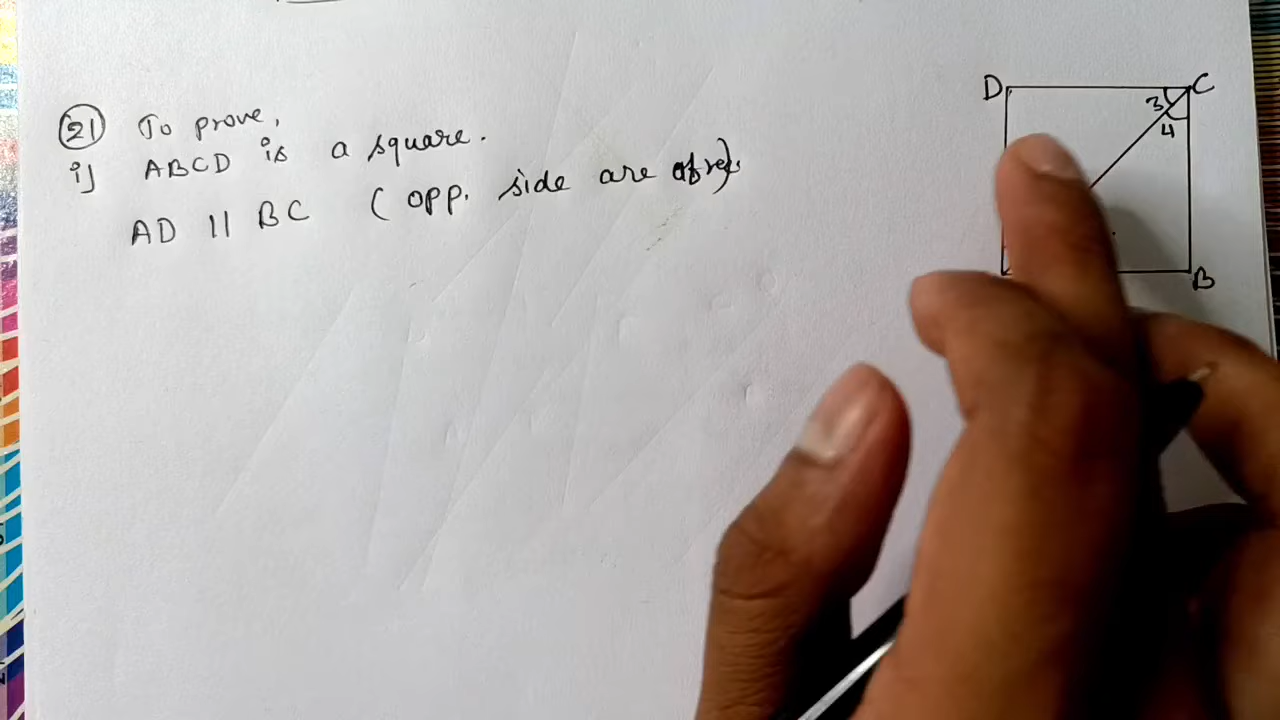 21 To prove,
i) ABCD is a square.
AD || BC (opp. side are
D
C
3
4
B